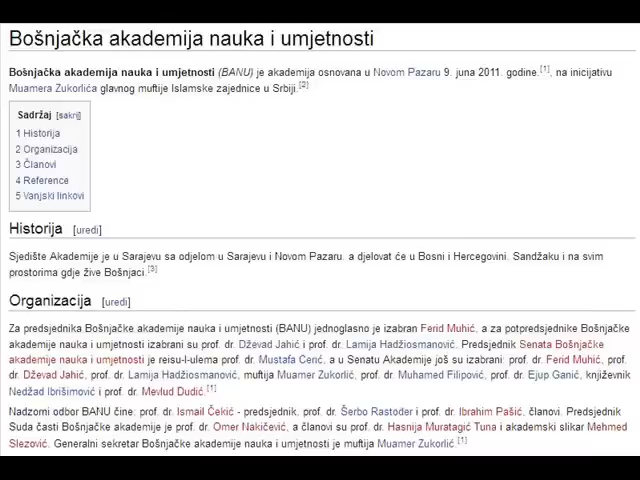 Bošnjačka akademija nauka i umjetnosti
Bošnjačka akademija nauka i umjetnosti (BANU) je akademija osnovana u Novom Pazaru 9. juna 2011. godine.[1], na inicijativu
Muamera Zukorlića glavnog muftije Islamske zajednice u Srbiji.[2]
Sadržaj [sakrij]
1 Historija
2 Organizacija
3 Članovi
4 Reference
5 Vanjski linkovi
Historija [uredi]
Sjedište Akademije je u Sarajevu sa odjelom u Sarajevu i Novom Pazaru. a djelovat će u Bosni i Hercegovini. Sandžaku i na svim
prostorima gdje žive Bošnjaci.[3]
Organizacija [uredi]
Za predsjednika Bošnjačke akademije nauka i umjetnosti (BANU) jednoglasno je izabran Ferid Muhić, a za potpredsjednike Bošnjačke
akademije nauka i umjetnosti izabrani su prof. dr. Dževad Jahić i prof. dr. Lamija Hadžiosmanović. Predsjednik Senata Bošnjačke
akademije nauka i umjetnosti je reisu-l-ulema prof. dr. Mustafa Cerić, a u Senatu Akademije još su izabrani: prof. dr. Ferid Muhić, prof.
dr. Dževad Jahić, prof. dr. Lamija Hadžiosmanović, muftija Muamer Zukorlić, prof. dr. Muhamed Filipović, prof. dr. Ejup Ganić, književnik
Nedžad Ibrišimović i prof. dr. Mevlud Dudić.[1]
Nadzorni odbor BANU čine: prof. dr. Ismail Čekić - predsjednik, prof. dr. Šerbo Rastoder i prof. dr. Ibrahim Pašić, članovi. Predsjednik
Suda časti Bošnjačke akademije je prof. dr. Omer Nakičević, a članovi su prof. dr. Hasnija Muratagić Tuna i akademski slikar Mehmed
Slezović. Generalni sekretar Bošnjačke akademije nauka i umjetnosti je muftija Muamer Zukorlić.[1]